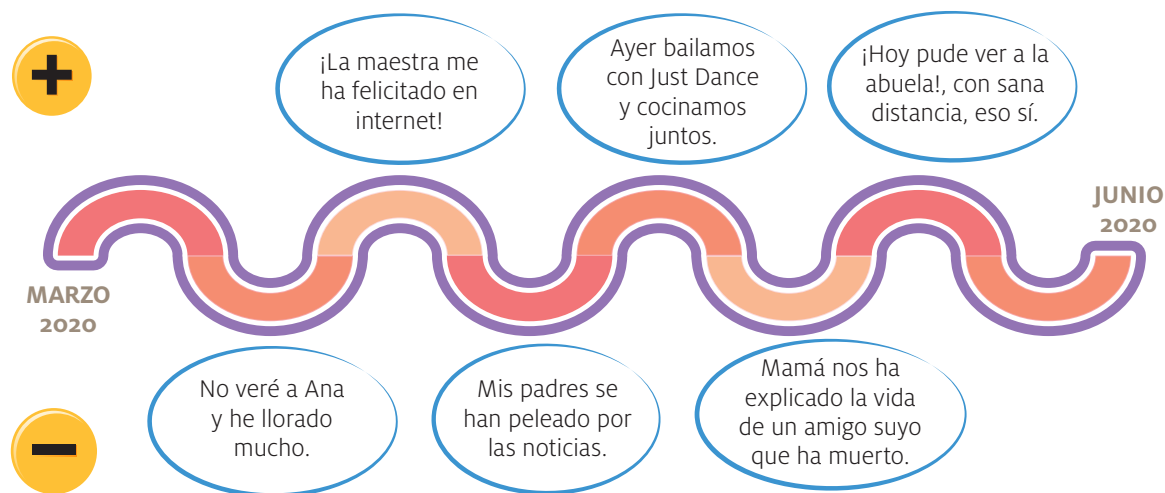 +
¡La maestra me
ha felicitado en
internet!
Ayer bailamos
con Just Dance
y cocinamos
juntos.
¡Hoy pude ver a la
abuela!, con sana
distancia, eso sí.
MARZO
2020
JUNIO
2020
−
No veré a Ana
y he llorado
mucho.
Mis padres se
han peleado por
las noticias.
Mamá nos ha
explicado la vida
de un amigo suyo
que ha muerto.